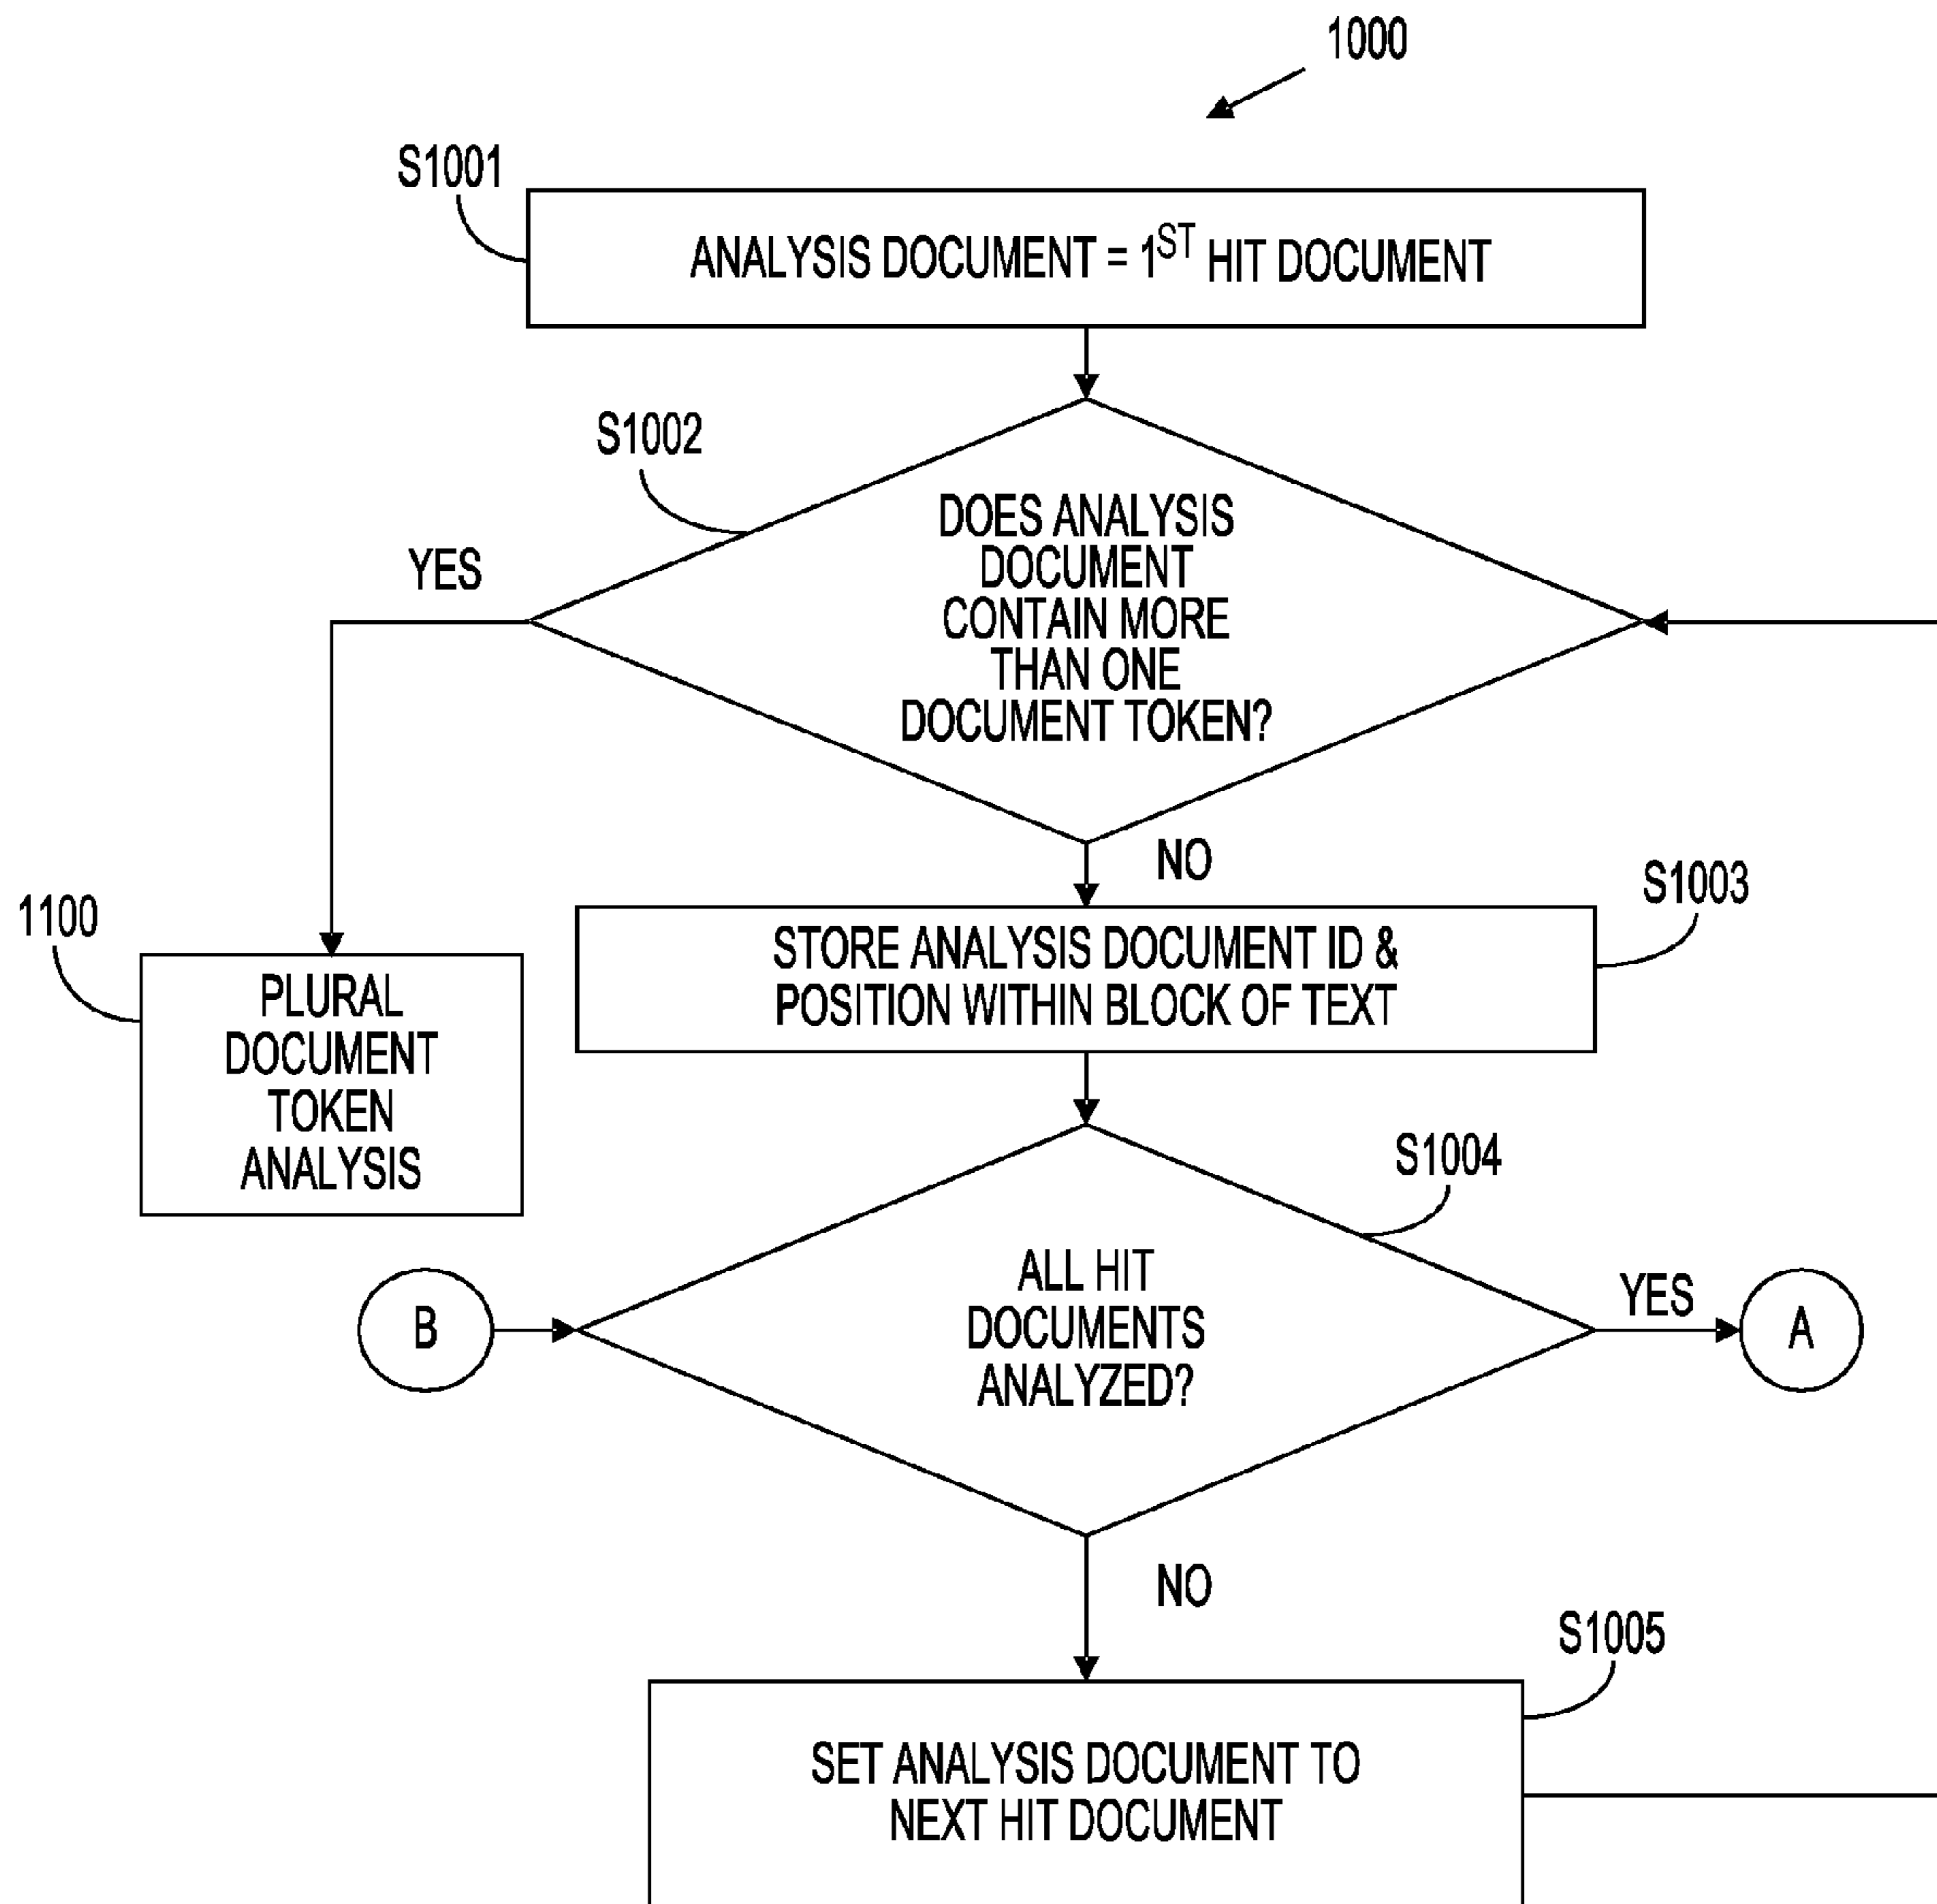 1000
S1001
ANALYSIS DOCUMENT = 1ST HIT DOCUMENT
S1002
DOES ANALYSIS
DOCUMENT
CONTAIN MORE
THAN ONE
DOCUMENT TOKEN?
YES
NO
1100
PLURAL
DOCUMENT
TOKEN
ANALYSIS
S1003
STORE ANALYSIS DOCUMENT ID &
POSITION WITHIN BLOCK OF TEXT
S1004
B
ALL HIT
DOCUMENTS
ANALYZED?
YES
A
NO
S1005
SET ANALYSIS DOCUMENT TO
NEXT HIT DOCUMENT